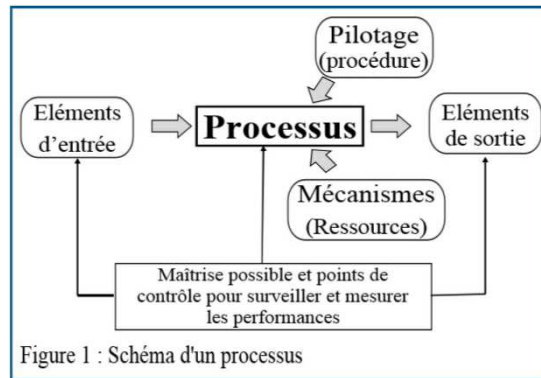 Pilotage
(procédure)
Eléments
d'entrée
Processus
Eléments
de sortie
Mécanismes
(Ressources)
Maîtrise possible et points de
contrôle pour surveiller et mesurer
les performances
Figure 1 : Schéma d'un processus